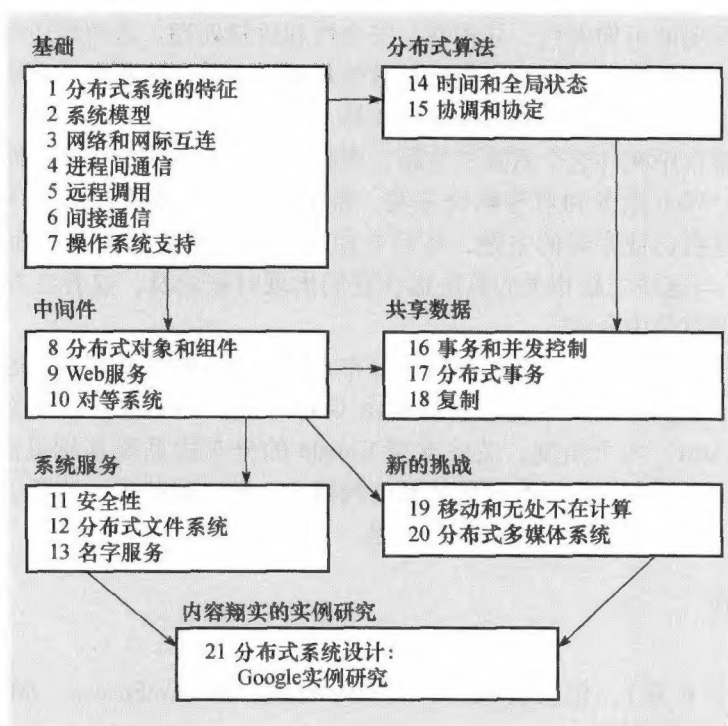 基础
1 分布式系统的特征
2 系统模型
3 网络和网际互连
4 进程间通信
5 远程调用
6 间接通信
7 操作系统支持
分布式算法
14 时间和全局状态
15 协调和协定
中间件
8 分布式对象和组件
9 Web服务
10 对等系统
共享数据
16 事务和并发控制
17 分布式事务
18 复制
系统服务
11 安全性
12 分布式文件系统
13 名字服务
新的挑战
19 移动和无处不在计算
20 分布式多媒体系统
内容翔实的实例研究
21 分布式系统设计:
Google实例研究